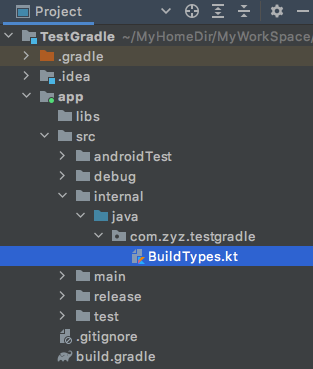 Project
TestGradle ~/MyHomeDir/MyWorkSpace/
.gradle
.idea
app
libs
src
androidTest
debug
internal
java
com.zyz.testgradle
BuildTypes.kt
main
release
test
.gitignore
build.gradle